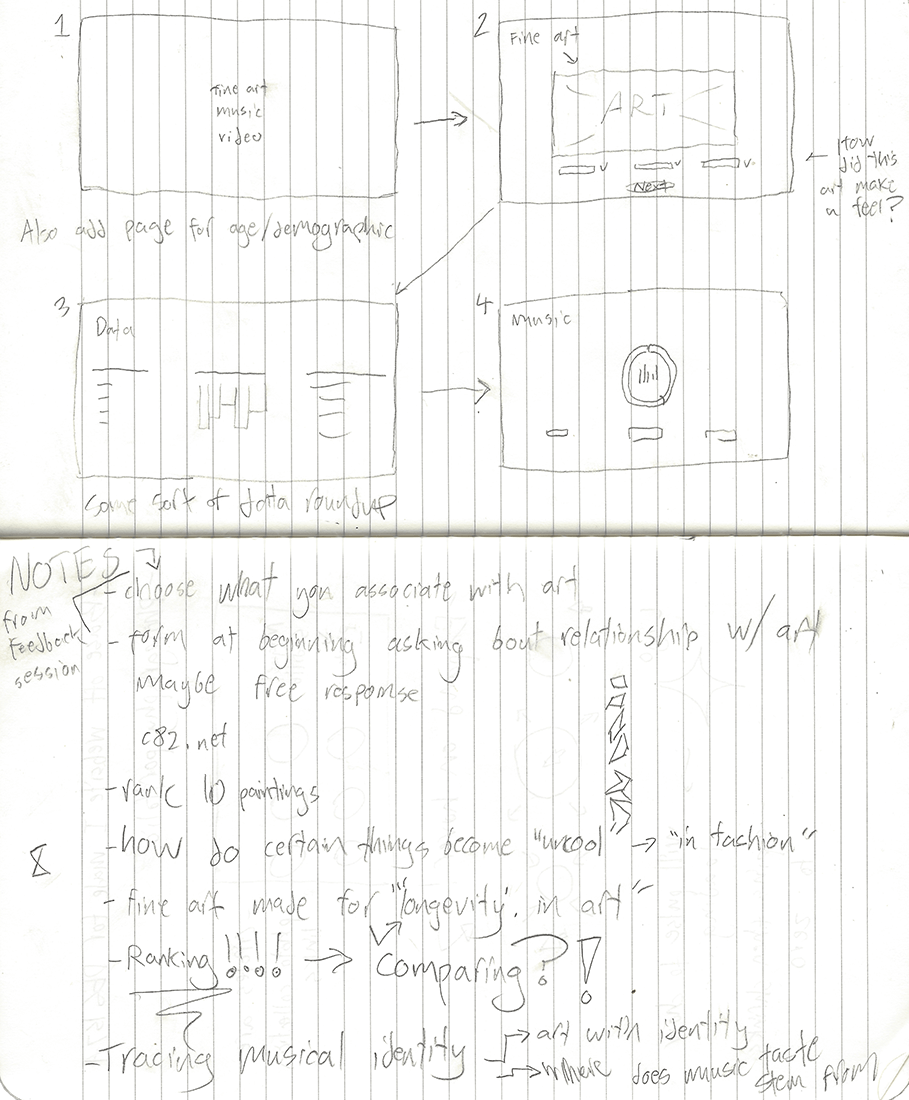 1
fine art
music
video
Also add page for age/demographic
2
Fine art
ART
Next
How
did this
art make
u feel?
3
Data
some sort of data roundup
4
Music
NOTES
from
feedback
session
- choose what you associate with art
- form at beginning asking bout relationship w/ art
maybe free response
c82.net
- rank 10 paintings
- how do certain things become "uncool → "in fashion"
8
- fine art made for "longevity". in art"
- Ranking!!!! → Comparing?!
- Tracing musical identity
→ art with identity
→ where does music taste
stem from